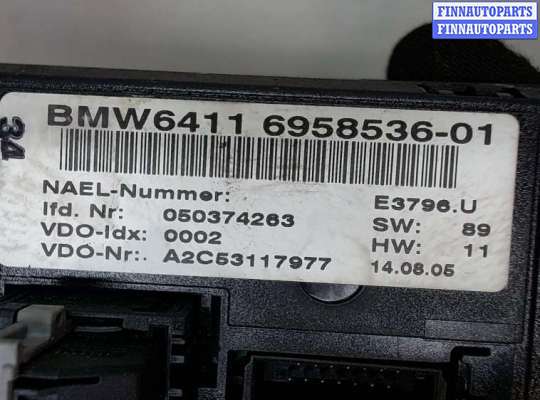 FINNAUTOPARTS
FINNAUTOPARTS
34
BMW6411 6958536-01
NAEL-Nummer: E3796.U
lfd. Nr: 050374263 SW: 89
VDO-Idx: 0002 HW: 11
VDO-Nr: A2C53117977 14.08.05